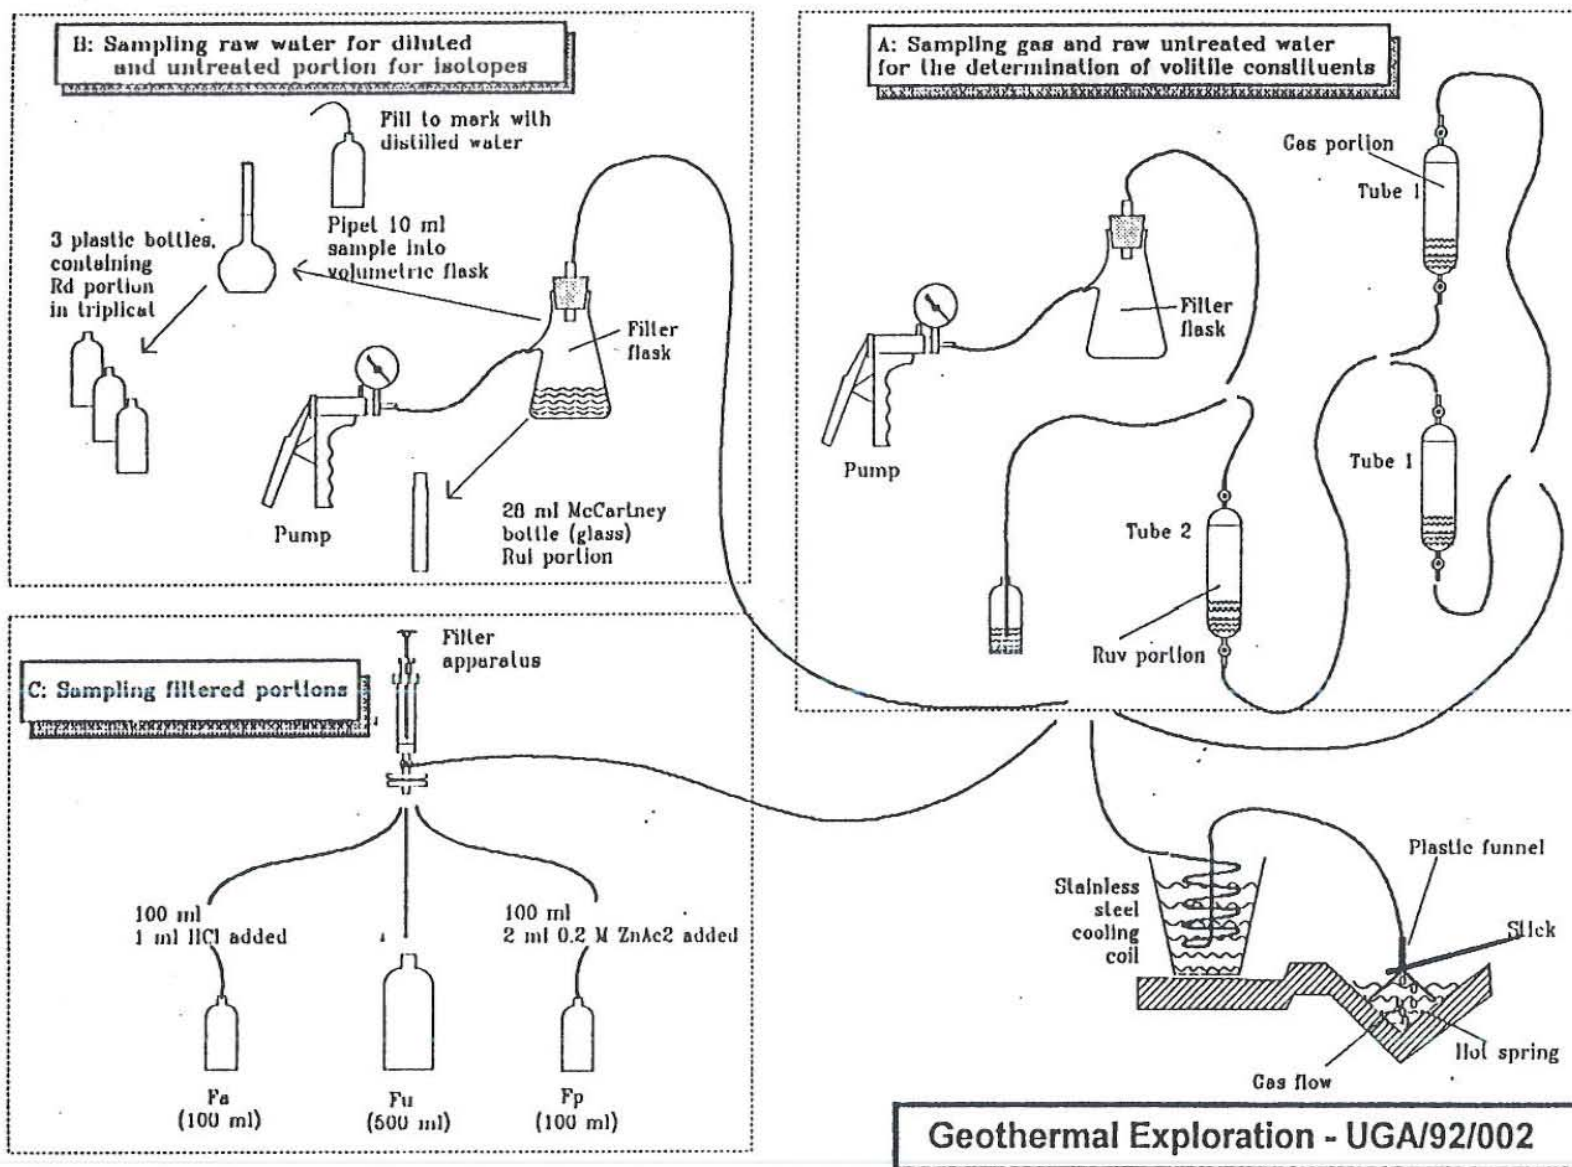 B: Sampling raw water for diluted
and untreated portion for isotopes
Fill to mark with
distilled water
Pipet 10 ml
sample into
volumetric flask
3 plastic bottles,
containing
Rd portion
in triplical
Filter
flask
Pump
28 ml McCartney
bottle (glass)
Rui portion
A: Sampling gas and raw untreated water
for the determination of volitile constituents
Gas portion
Tube 1
Filter
flask
Pump
Tube 1
Tube 2
Ruv portion
C: Sampling filtered portions
Filter
apparatus
100 ml
1 ml HCl added
100 ml
2 ml 0.2 M ZnAc2 added
Fa
(100 ml)
Fu
(500 ml)
Fp
(100 ml)
Stainless
steel
cooling
coil
Plastic funnel
Stick
Hot spring
Gas flow
Geothermal Exploration - UGA/92/002